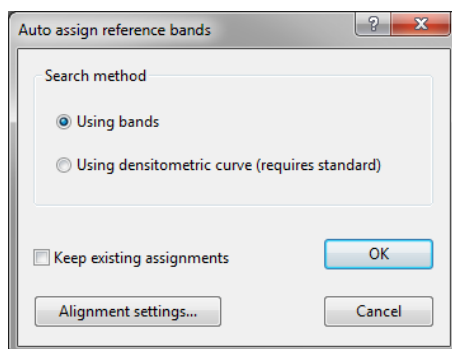 Auto assign reference bands
?
Search method
Using bands
Using densitometric curve (requires standard)
Keep existing assignments
OK
Alignment settings...
Cancel